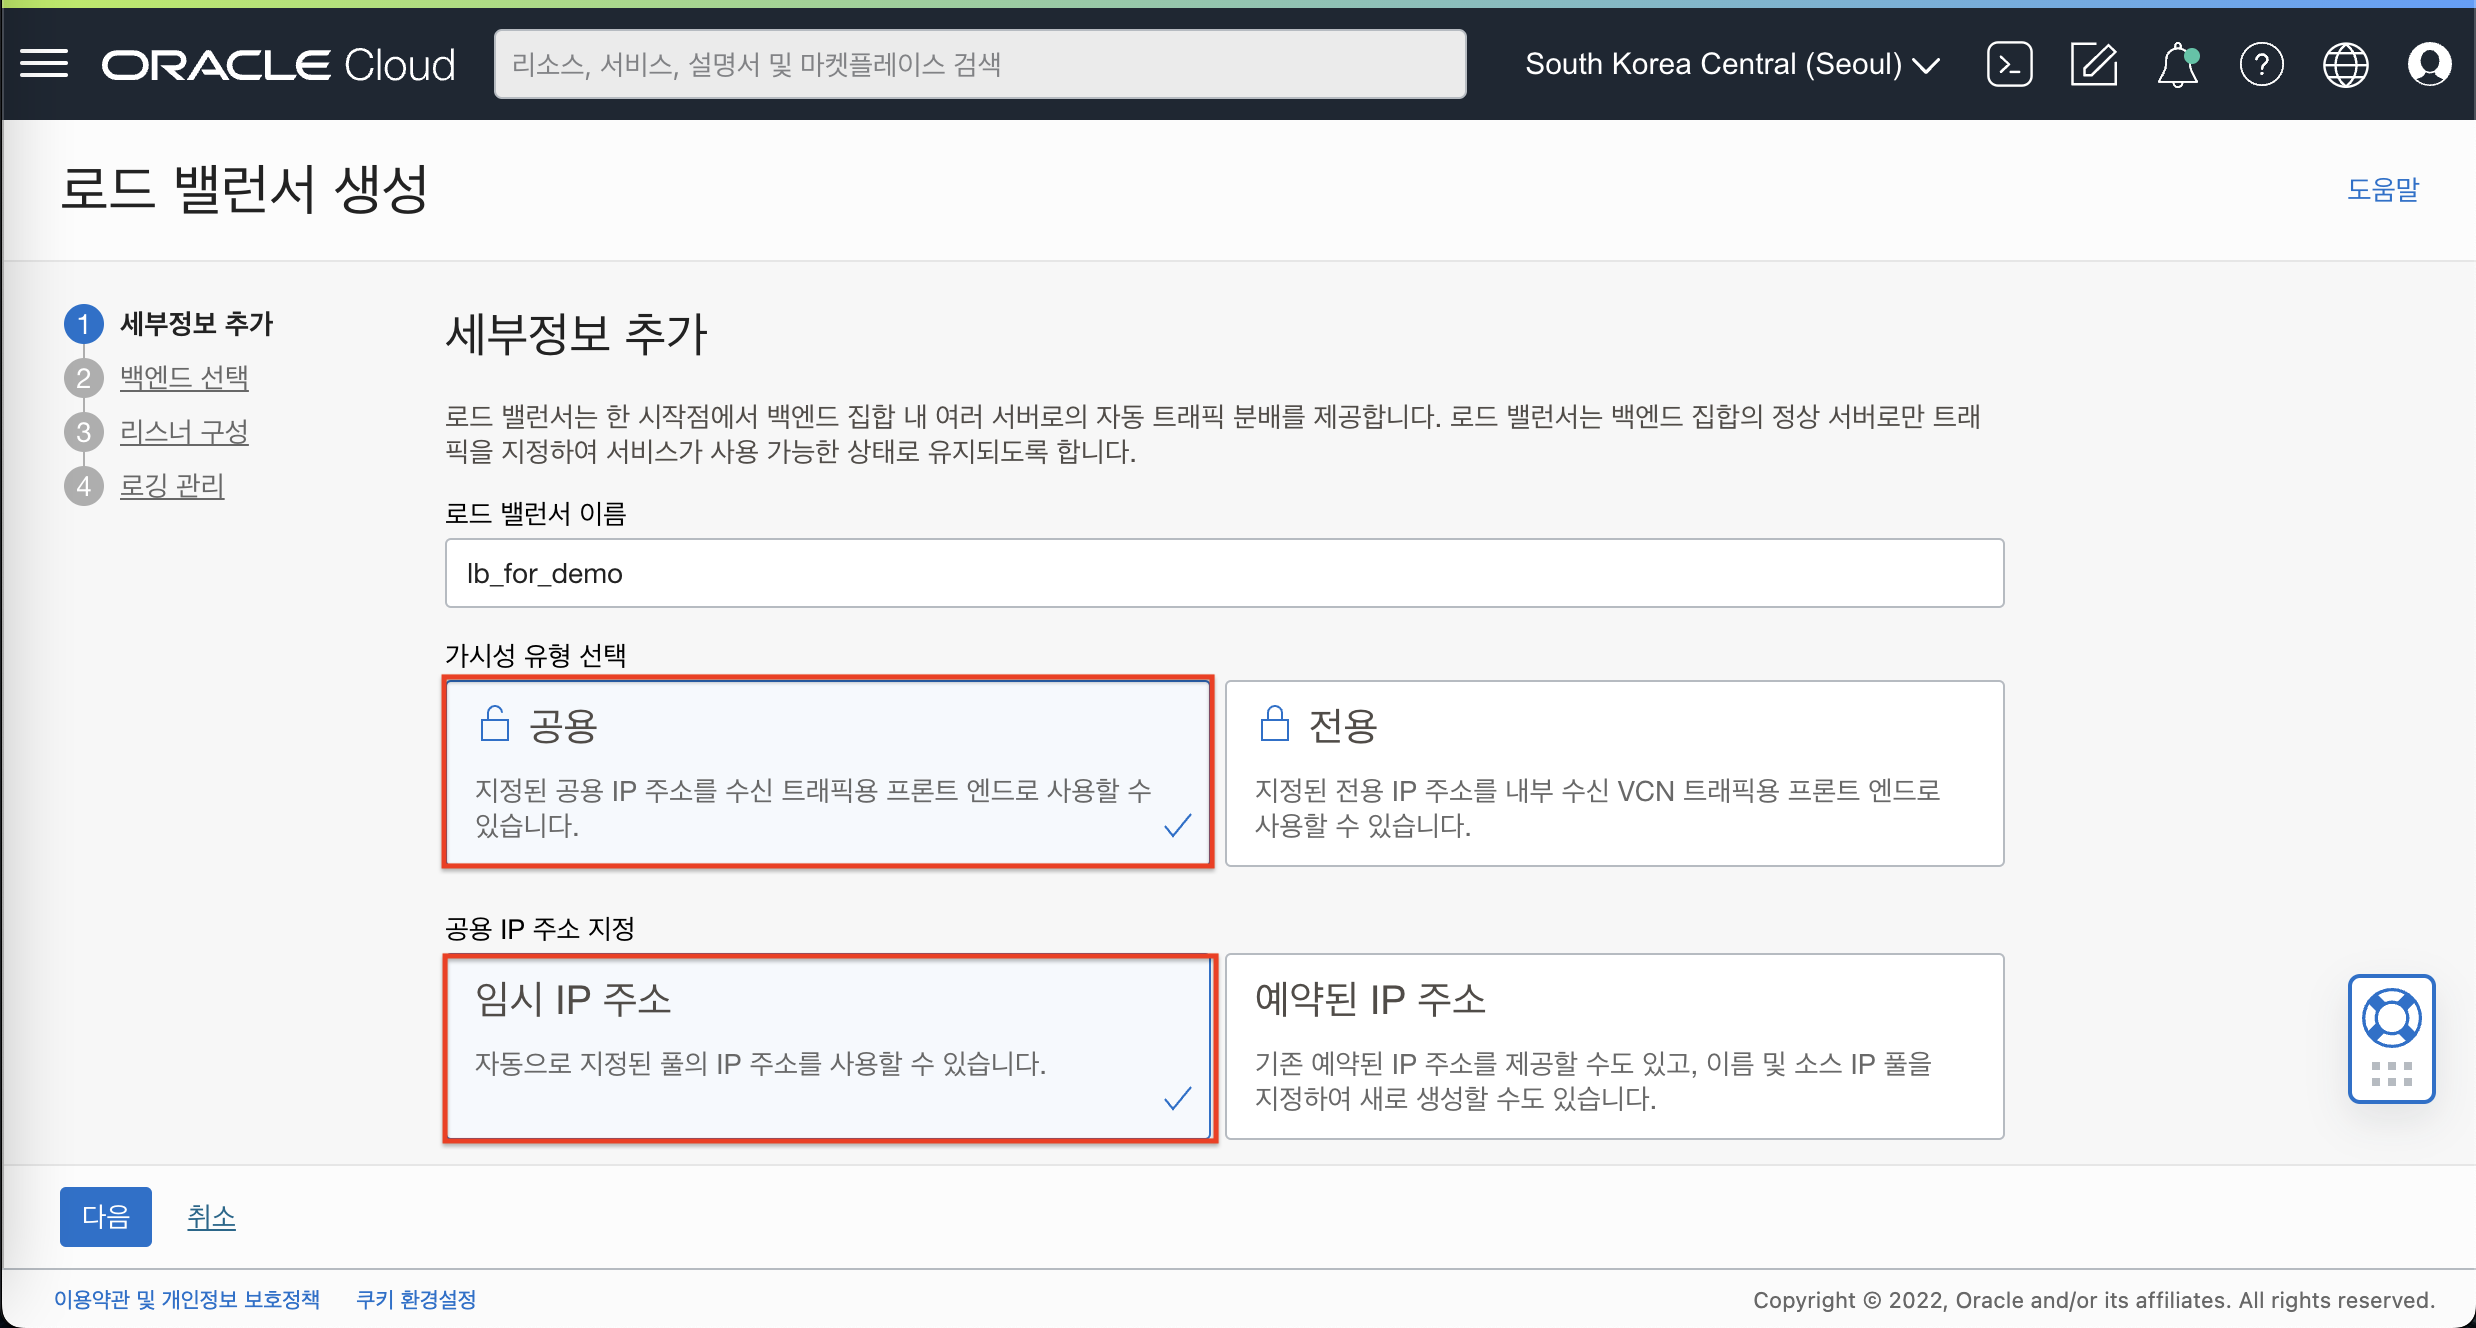 ORACLE Cloud
리소스, 서비스, 설명서 및 마켓플레이스 검색
South Korea Central (Seoul)
로드 밸런서 생성
도움말
1 세부정보 추가
2 백엔드 선택
3 리스너 구성
4 로깅 관리
세부정보 추가
로드 밸런서는 한 시작점에서 백엔드 집합 내 여러 서버로의 자동 트래픽 분배를 제공합니다. 로드 밸런서는 백엔드 집합의 정상 서버로만 트래
픽을 지정하여 서비스가 사용 가능한 상태로 유지되도록 합니다.
로드 밸런서 이름
lb_for_demo
가시성 유형 선택
공용
지정된 공용 IP 주소를 수신 트래픽용 프론트 엔드로 사용할 수
있습니다.
전용
지정된 전용 IP 주소를 내부 수신 VCN 트래픽용 프론트 엔드로
사용할 수 있습니다.
공용 IP 주소 지정
임시 IP 주소
자동으로 지정된 풀의 IP 주소를 사용할 수 있습니다.
예약된 IP 주소
기존 예약된 IP 주소를 제공할 수도 있고, 이름 및 소스 IP 풀을
지정하여 새로 생성할 수도 있습니다.
다음
취소
이용약관 및 개인정보 보호정책
쿠키 환경설정
Copyright © 2022, Oracle and/or its affiliates. All rights reserved.